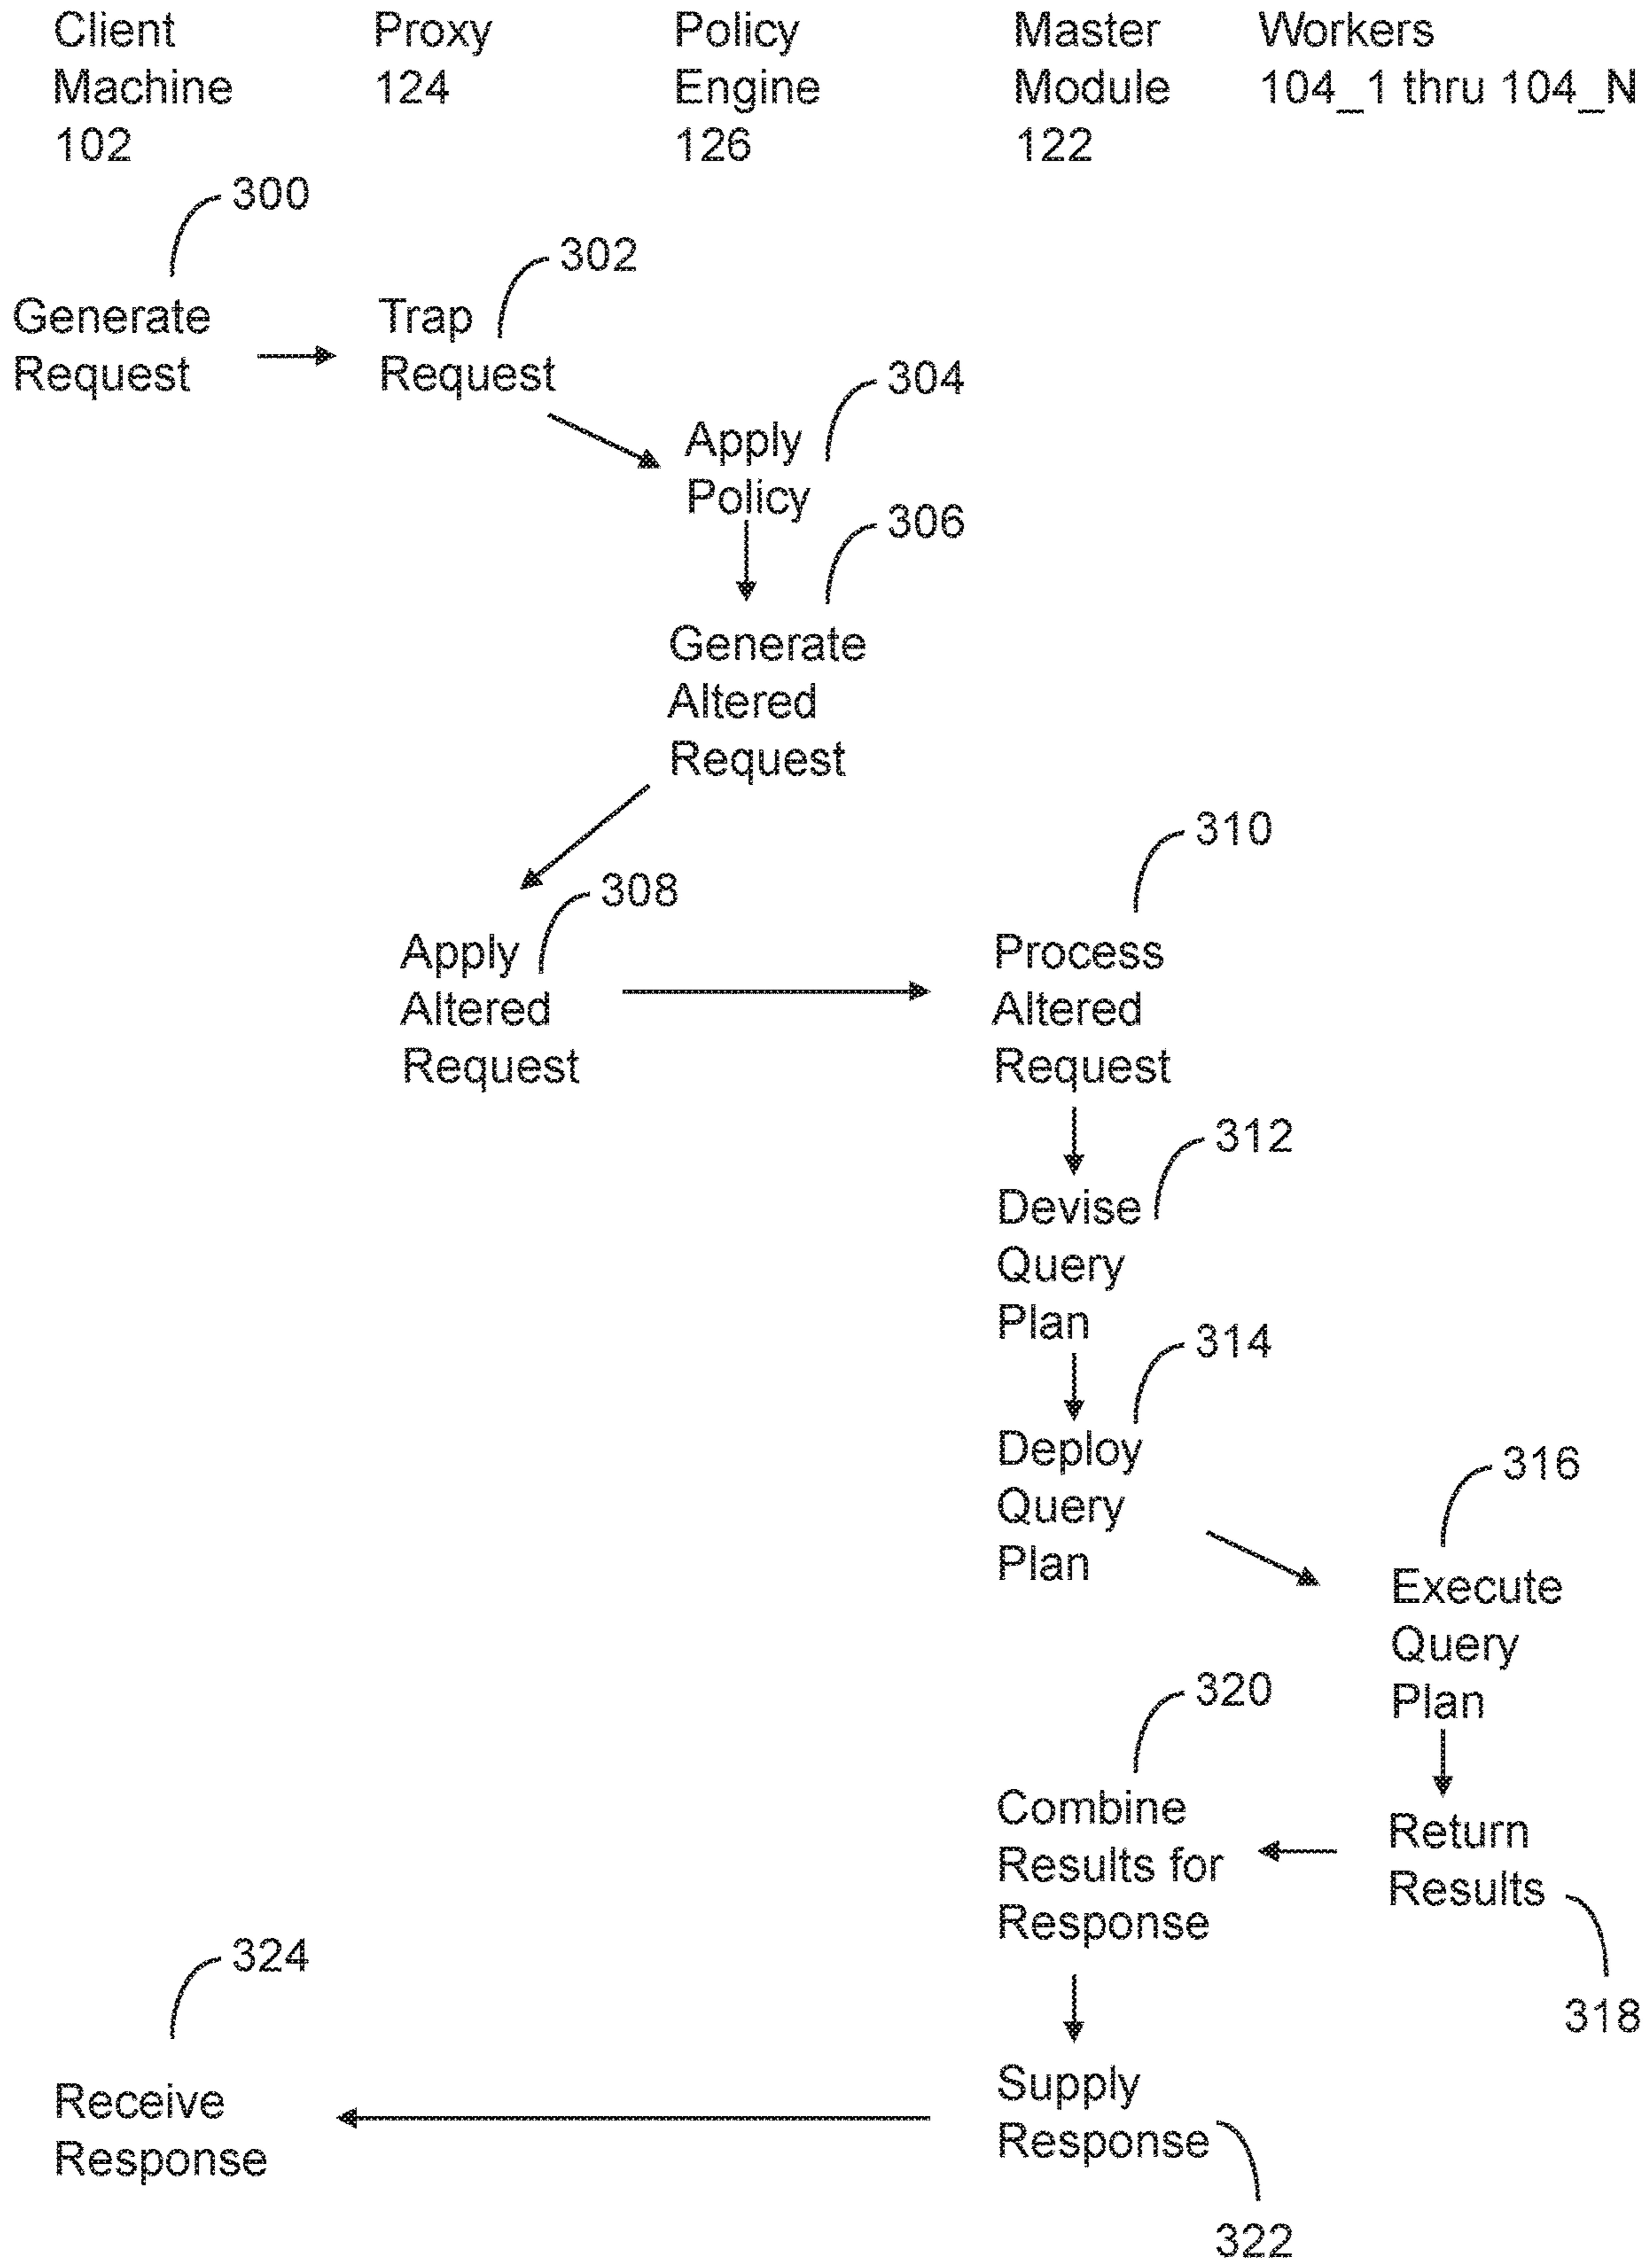 Client
Machine
102
Proxy
124
Policy
Engine
126
Master
Module
122
Workers
104_1 thru 104_N
300
Generate
Request
302
Trap
Request
304
Apply
Policy
306
Generate
Altered
Request
308
Apply
Altered
Request
310
Process
Altered
Request
312
Devise
Query
Plan
314
Deploy
Query
Plan
316
Execute
Query
Plan
Return
Results
318
320
Combine
Results for
Response
Supply
Response
322
324
Receive
Response